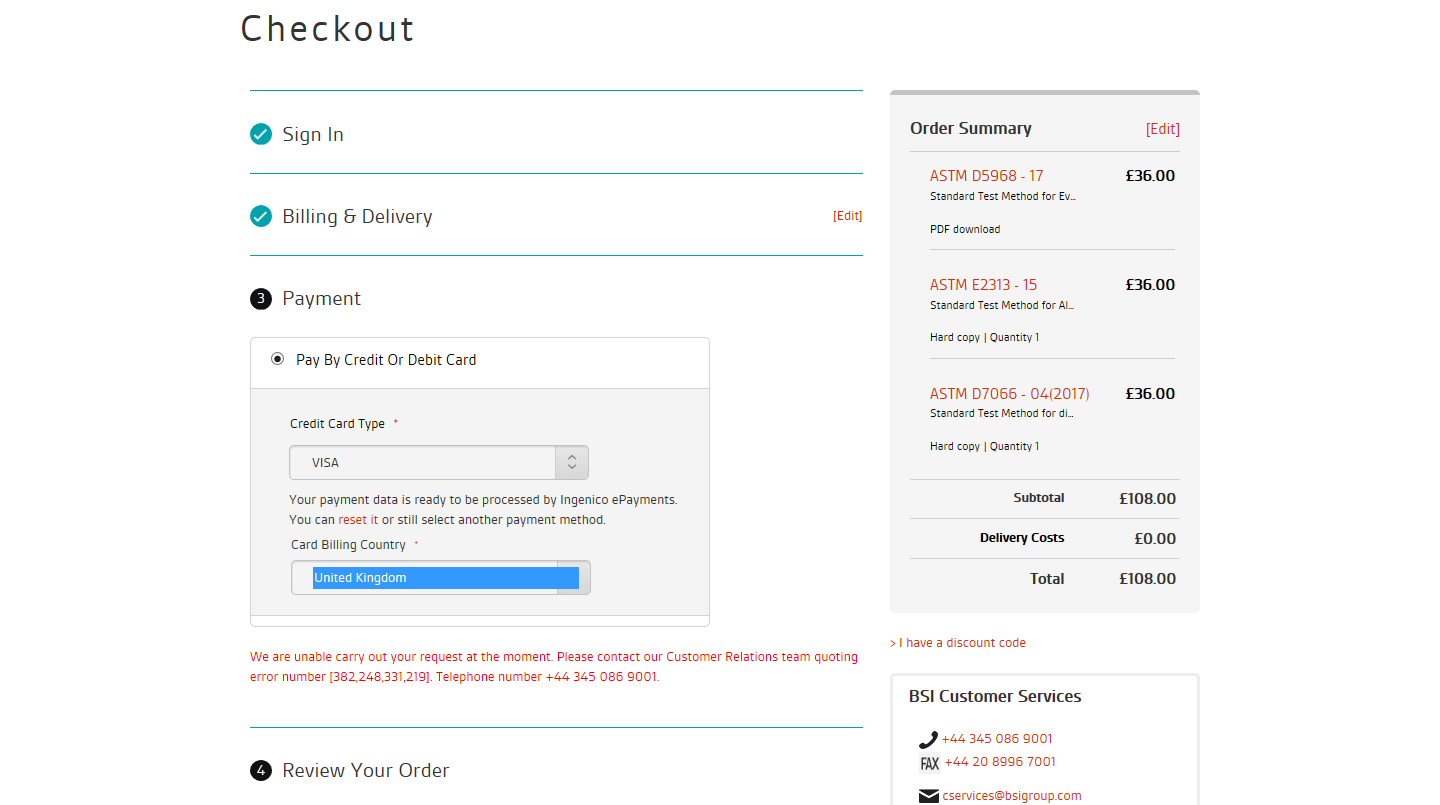 Checkout
Sign In
Billing & Delivery
[Edit]
3 Payment
Pay By Credit Or Debit Card
Credit Card Type *
VISA
Your payment data is ready to be processed by Ingenico ePayments.
You can reset it or still select another payment method.
Card Billing Country *
United Kingdom
We are unable carry out your request at the moment. Please contact our Customer Relations team quoting
error number [382,248,331,219]. Telephone number +44 345 086 9001.
4 Review Your Order
Order Summary [Edit]
ASTM D5968 - 17 £36.00
Standard Test Method for Ev...
PDF download
ASTM E2313 - 15 £36.00
Standard Test Method for Al...
Hard copy | Quantity 1
ASTM D7066 - 04(2017) £36.00
Standard Test Method for di...
Hard copy | Quantity 1
Subtotal £108.00
Delivery Costs £0.00
Total £108.00
> I have a discount code
BSI Customer Services
+44 345 086 9001
FAX +44 20 8996 7001
cservices@bsigroup.com